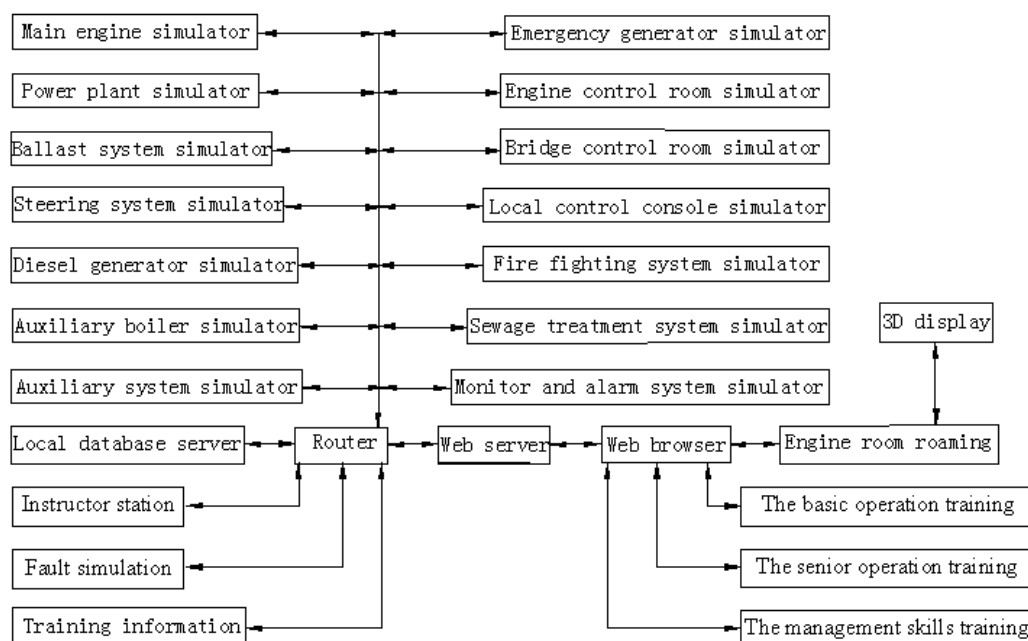 Main engine simulator
Emergency generator simulator
Power plant simulator
Engine control room simulator
Ballast system simulator
Bridge control room simulator
Steering system simulator
Local control console simulator
Diesel generator simulator
Fire fighting system simulator
Auxiliary boiler simulator
Sewage treatment system simulator
3D display
Auxiliary system simulator
Monitor and alarm system simulator
Local database server
Router
Web server
Web browser
Engine room roaming
Instructor station
The basic operation training
Fault simulation
The senior operation training
Training information
The management skills training